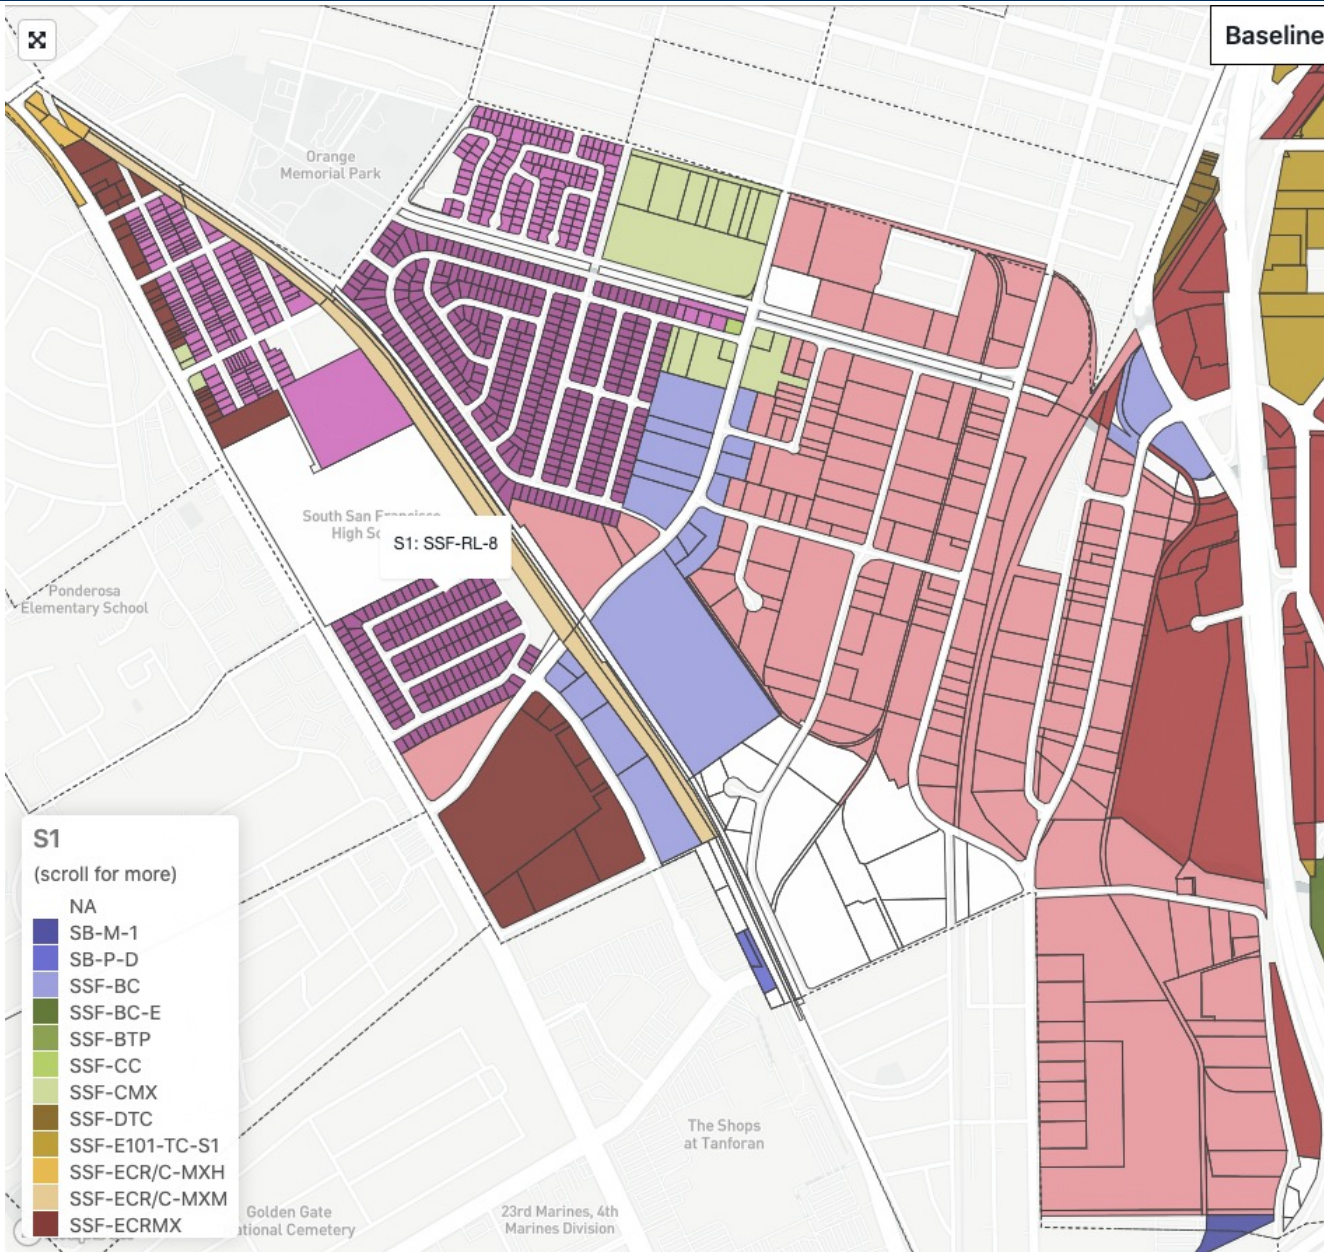 Baseline
Orange
Memorial Park
South San Francisco
S1: SSF-RL-8
Ponderosa
Elementary School
S1
(scroll for more)
NA
SB-M-1
SB-P-D
SSF-BC
SSF-BC-E
SSF-BTP
SSF-CC
SSF-CMX
SSF-DTC
SSF-E101-TC-S1
SSF-ECR/C-MXH
SSF-ECR/C-MXM
SSF-ECRMX
The Shops
at Tanforan
Golden Gate
Cemetery
23rd Marines, 4th
Marines Division